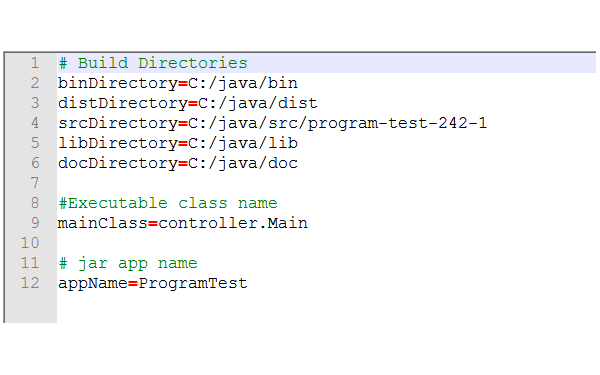 1 # Build Directories
2 binDirectory=C:/java/bin
3 distDirectory=C:/java/dist
4 srcDirectory=C:/java/src/program-test-242-1
5 libDirectory=C:/java/lib
6 docDirectory=C:/java/doc
7
8 #Executable class name
9 mainClass=controller.Main
10
11 # jar app name
12 appName=ProgramTest